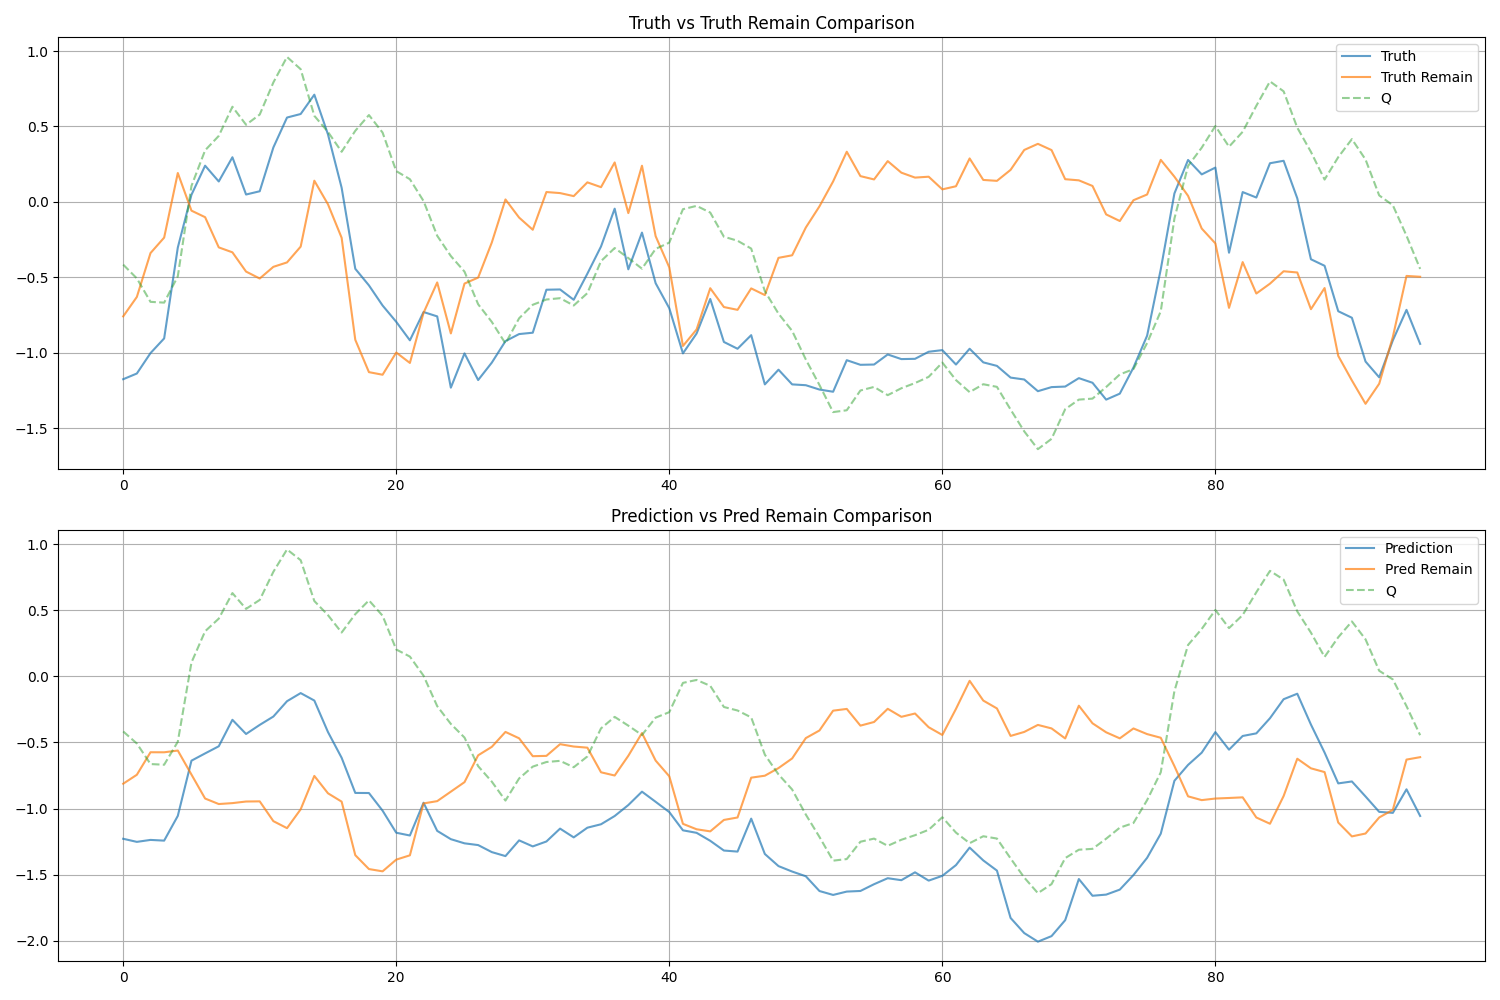 Truth vs Truth Remain Comparison
1.0
0.5
0.0
−0.5
−1.0
−1.5
0 20 40 60 80
Truth
Truth Remain
Q
Prediction vs Pred Remain Comparison
1.0
0.5
0.0
−0.5
−1.0
−1.5
−2.0
0 20 40 60 80
Prediction
Pred Remain
Q